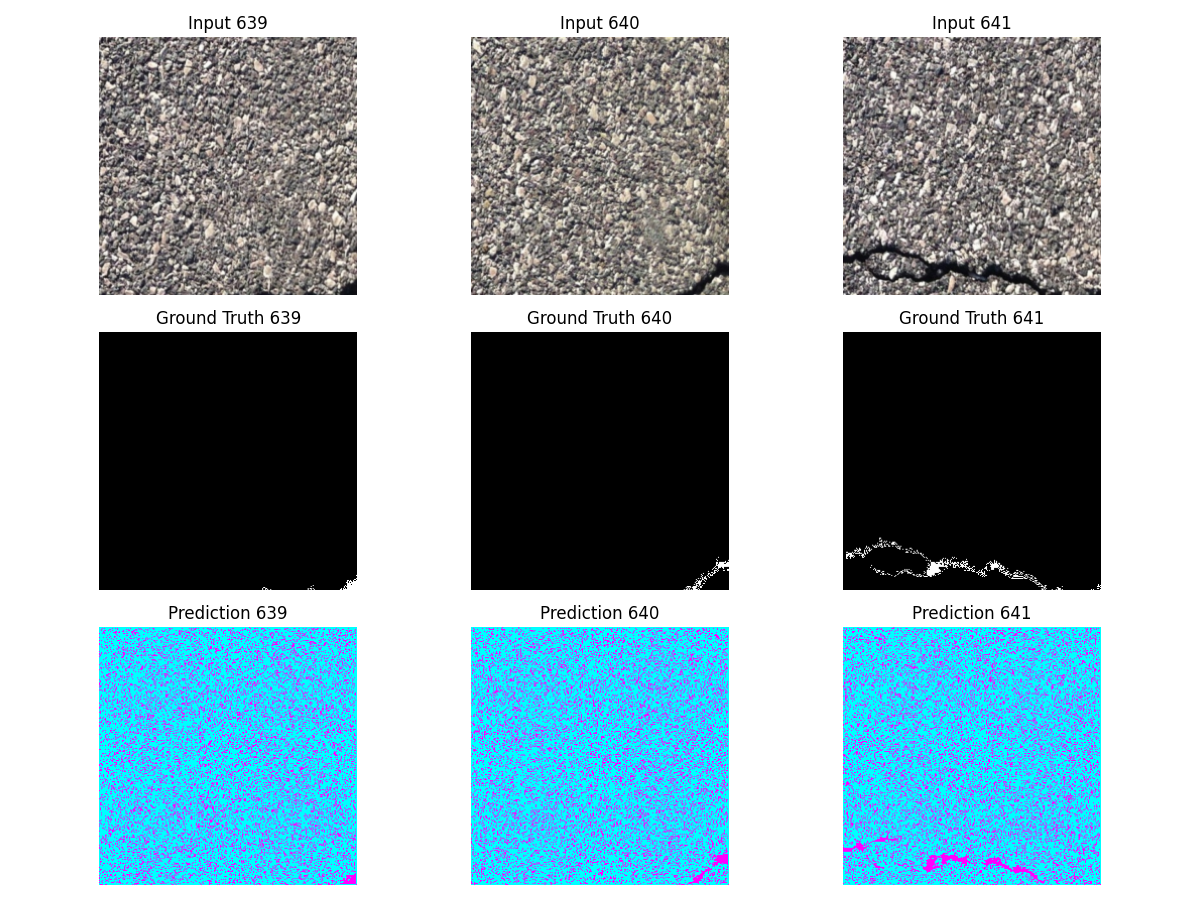 Input 639
Input 640
Input 641
Ground Truth 639
Ground Truth 640
Ground Truth 641
Prediction 639
Prediction 640
Prediction 641